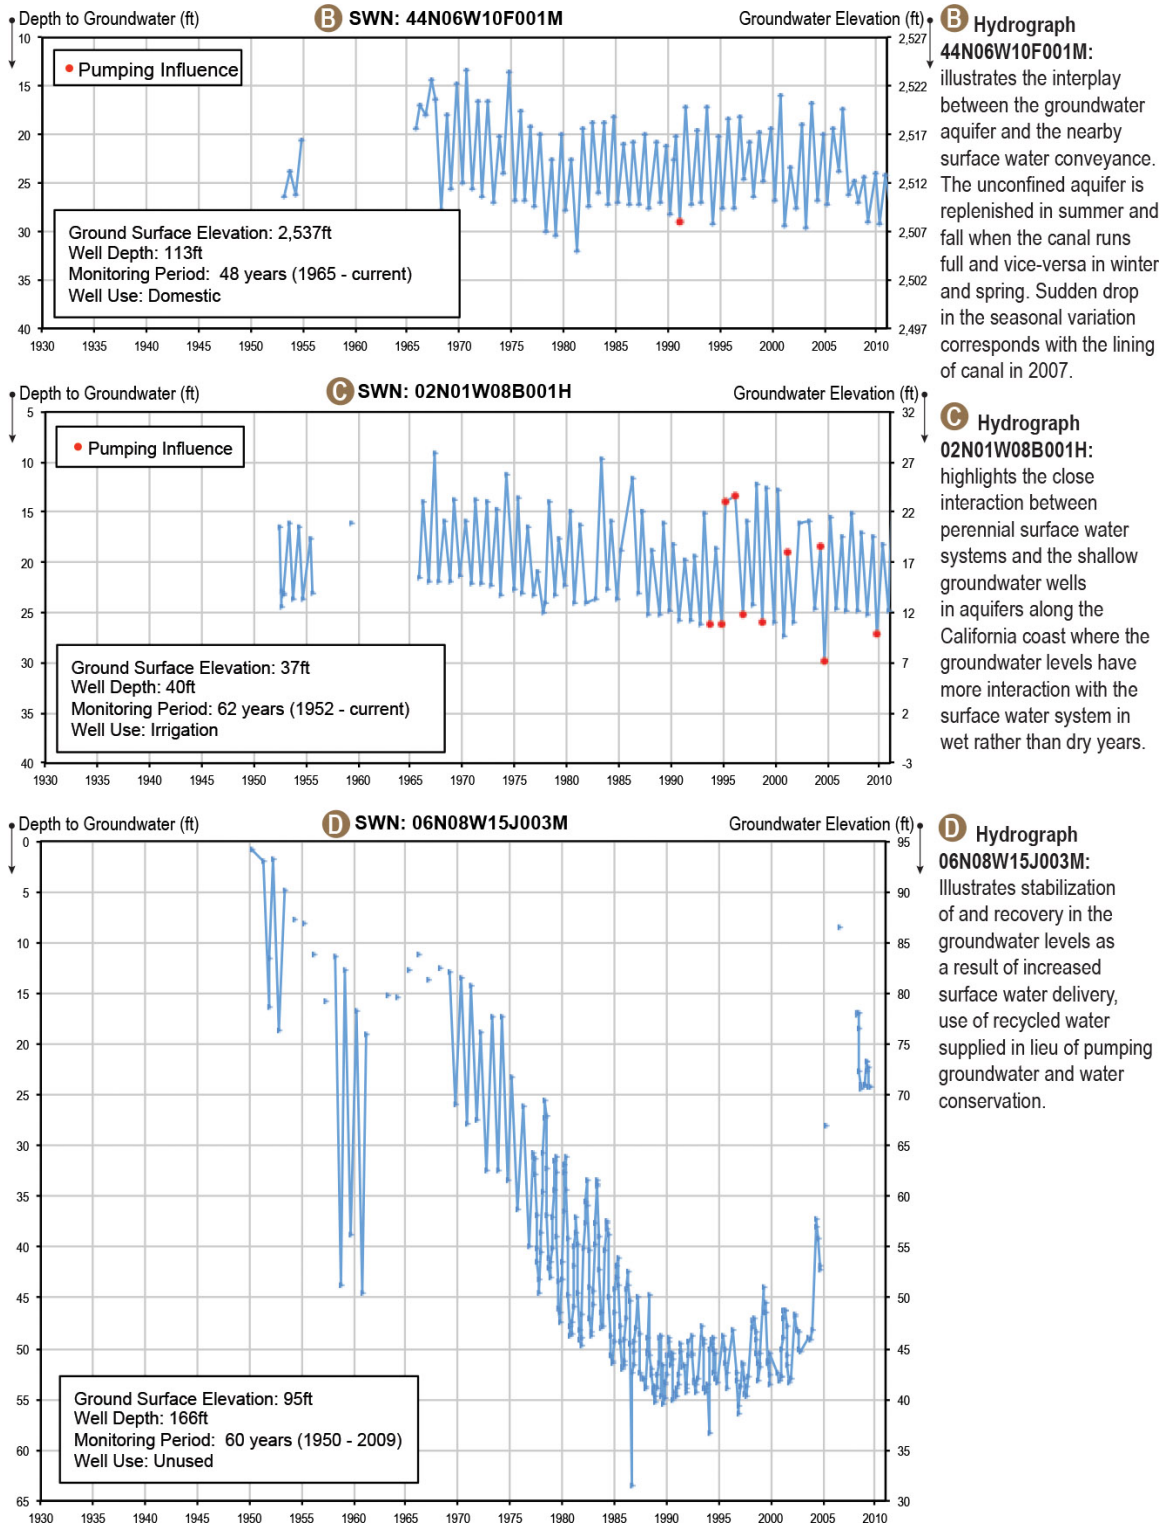 Depth to Groundwater (ft)
B SWN: 44N06W10F001M
Groundwater Elevation (ft)
10
15
20
25
30
35
40
Pumping Influence
2,527
2,522
2,517
2,512
2,507
2,502
2,497
Ground Surface Elevation: 2,537ft
Well Depth: 113ft
Monitoring Period: 48 years (1965 - current)
Well Use: Domestic
1930 1935 1940 1945 1950 1955 1960 1965 1970 1975 1980 1985 1990 1995 2000 2005 2010
B Hydrograph
44N06W10F001M:
illustrates the interplay
between the groundwater
aquifer and the nearby
surface water conveyance.
The unconfined aquifer is
replenished in summer and
fall when the canal runs
full and vice-versa in winter
and spring. Sudden drop
in the seasonal variation
corresponds with the lining
of canal in 2007.
Depth to Groundwater (ft)
C SWN: 02N01W08B001H
Groundwater Elevation (ft)
5
10
15
20
25
30
35
40
Pumping Influence
32
27
22
17
12
7
2
-3
Ground Surface Elevation: 37ft
Well Depth: 40ft
Monitoring Period: 62 years (1952 - current)
Well Use: Irrigation
1930 1935 1940 1945 1950 1955 1960 1965 1970 1975 1980 1985 1990 1995 2000 2005 2010
C Hydrograph
02N01W08B001H:
highlights the close
interaction between
perennial surface water
systems and the shallow
groundwater wells
in aquifers along the
California coast where the
groundwater levels have
more interaction with the
surface water system in
wet rather than dry years.
Depth to Groundwater (ft)
D SWN: 06N08W15J003M
Groundwater Elevation (ft)
0
5
10
15
20
25
30
35
40
45
50
55
60
65
95
90
85
80
75
70
65
60
55
50
45
40
35
30
Ground Surface Elevation: 95ft
Well Depth: 166ft
Monitoring Period: 60 years (1950 - 2009)
Well Use: Unused
1930 1935 1940 1945 1950 1955 1960 1965 1970 1975 1980 1985 1990 1995 2000 2005 2010
D Hydrograph
06N08W15J003M:
Illustrates stabilization
of and recovery in the
groundwater levels as
a result of increased
surface water delivery,
use of recycled water
supplied in lieu of pumping
groundwater and water
conservation.